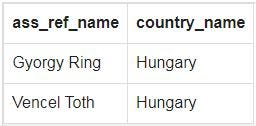 ass_ref_name country_name
Gyorgy Ring Hungary
Vencel Toth Hungary